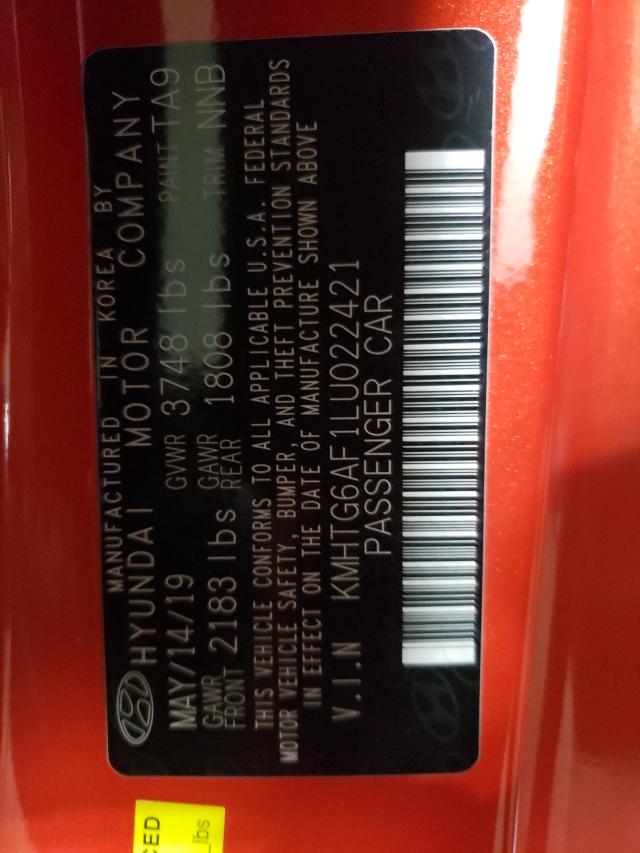 MANUFACTURED IN KOREA BY
HYUNDAI MOTOR COMPANY
MAY/14/19 GVWR 3748 lbs PAINT TA9
GAWR FRONT 2183 lbs GAWR REAR 1808 lbs TRIM NNB
THIS VEHICLE CONFORMS TO ALL APPLICABLE U.S.A. FEDERAL
MOTOR VEHICLE SAFETY, BUMPER, AND THEFT PREVENTION STANDARDS
IN EFFECT ON THE DATE OF MANUFACTURE SHOWN ABOVE
V.I.N KMHTG6AF1LU022421
PASSENGER CAR
CED
lbs